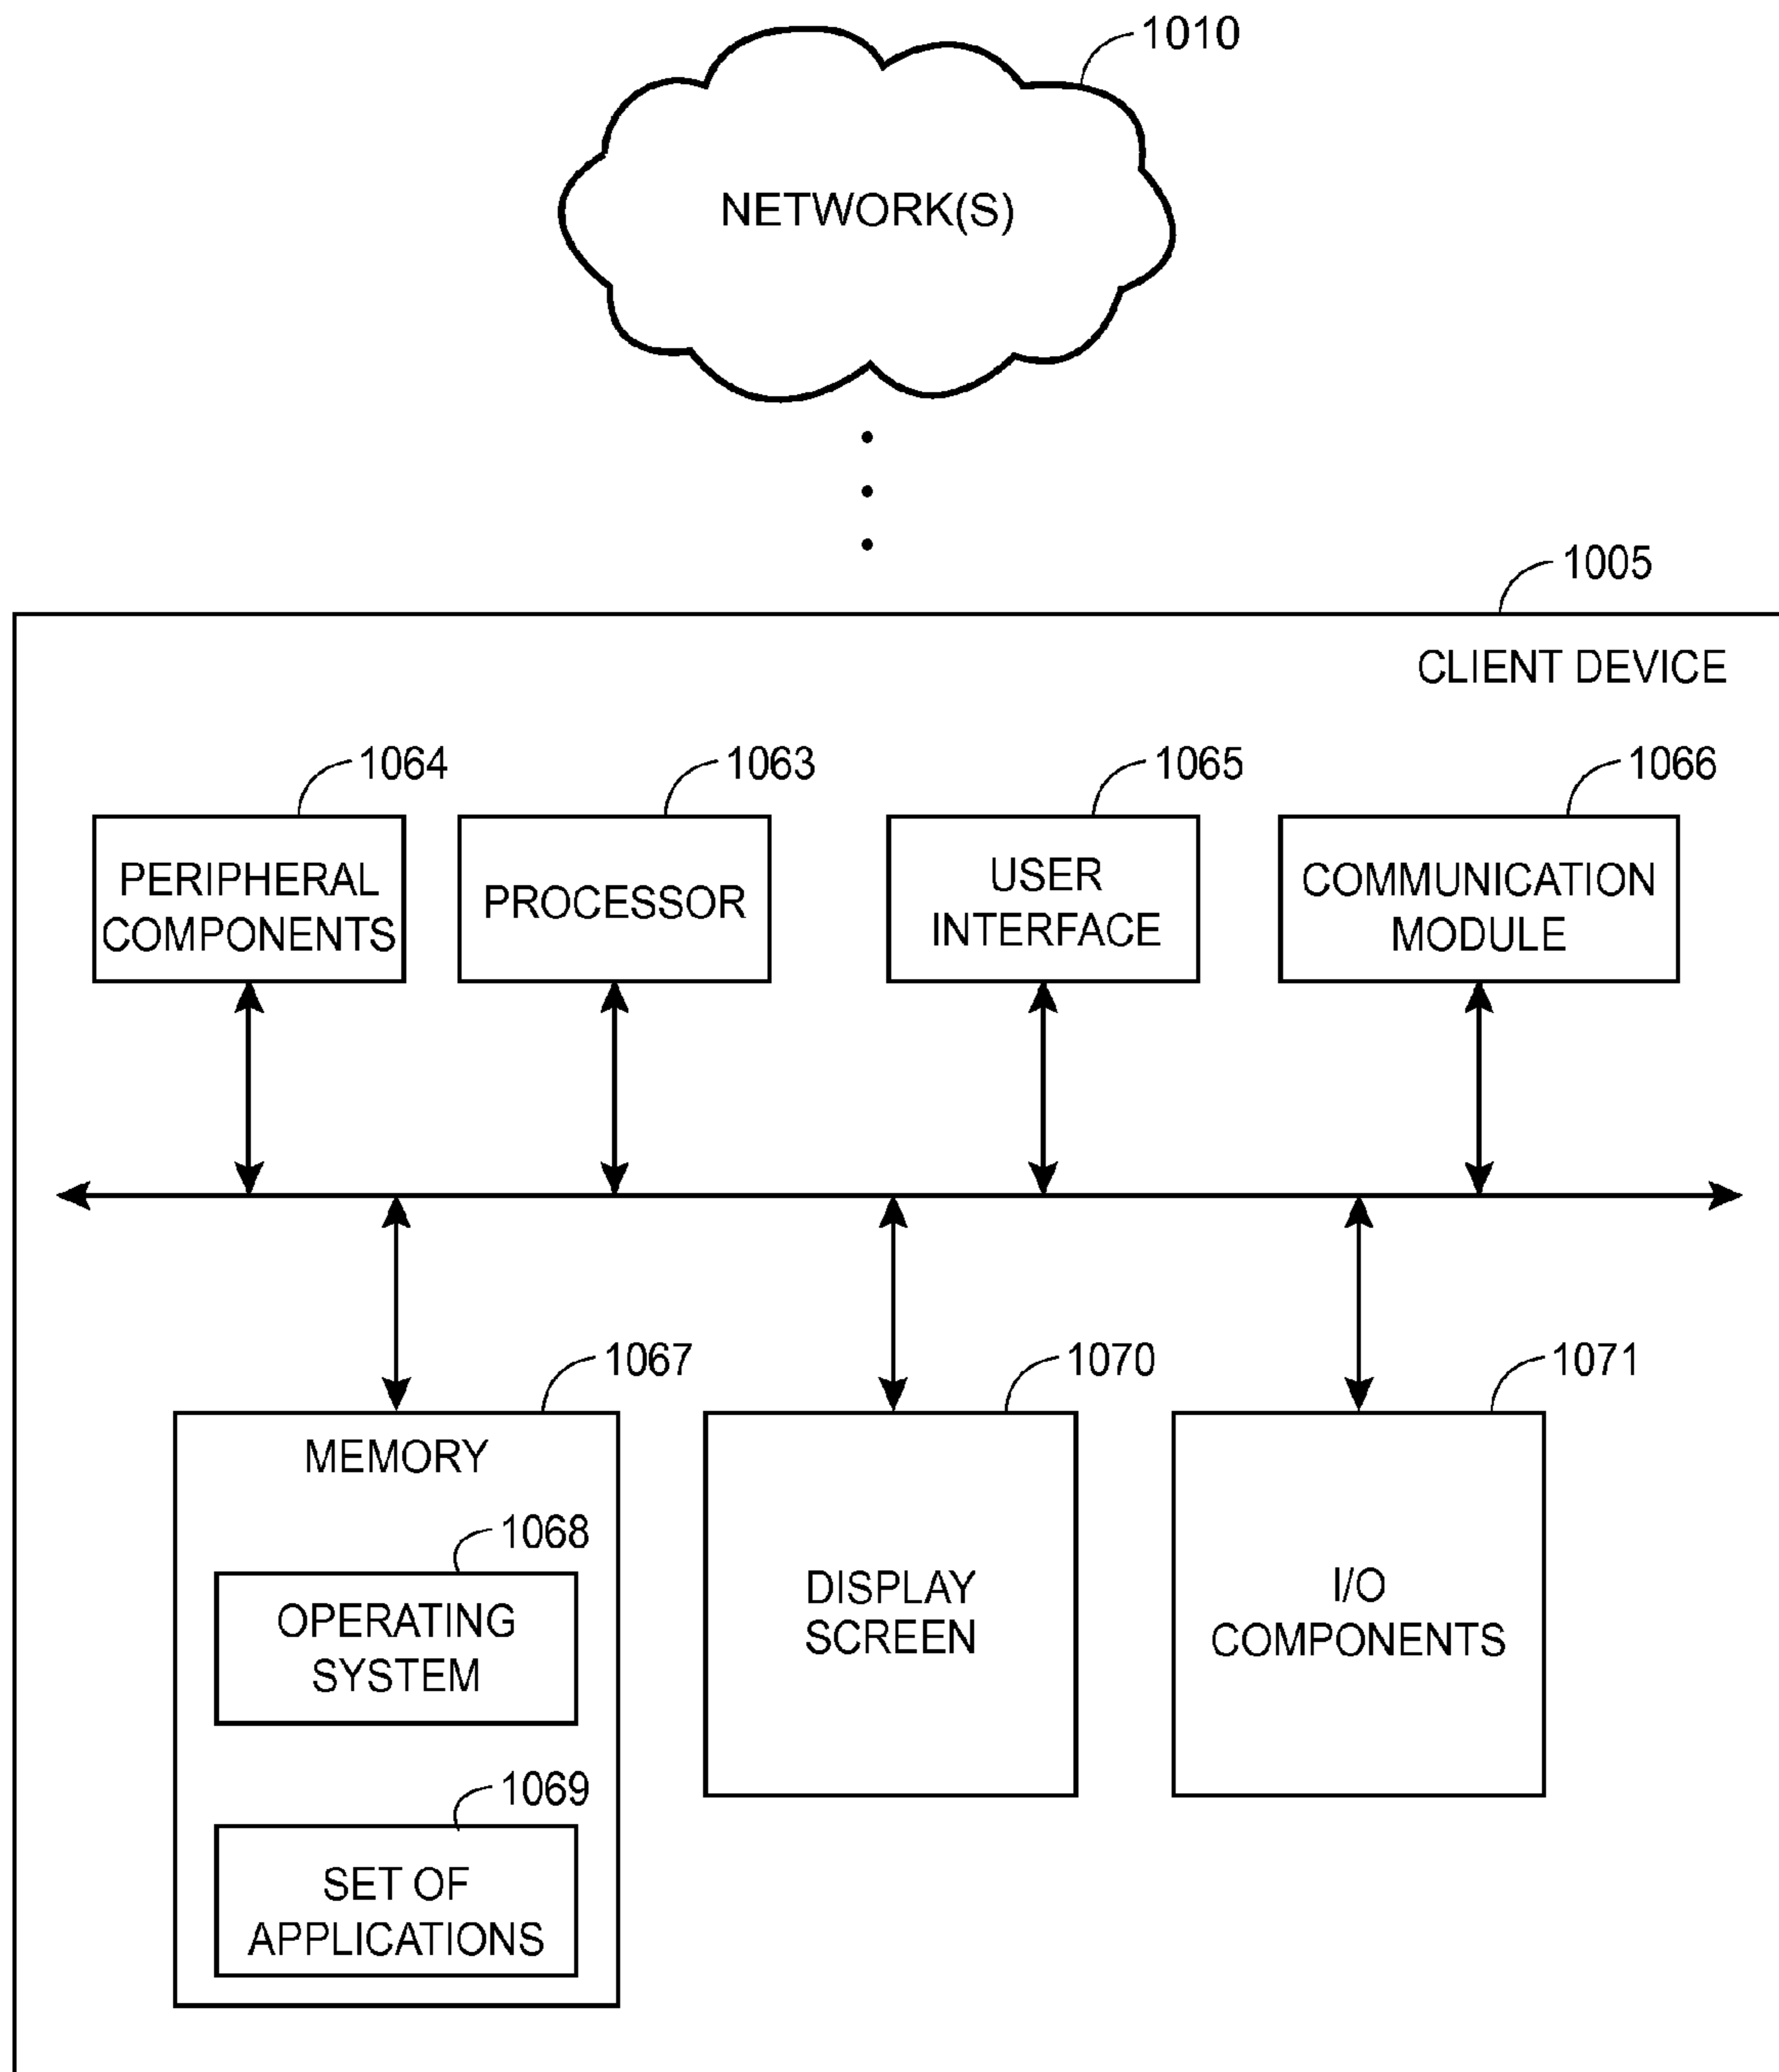 1010
NETWORK(S)
1005
CLIENT DEVICE
1064
1063
1065
1066
PERIPHERAL
COMPONENTS
PROCESSOR
USER
INTERFACE
COMMUNICATION
MODULE
1067
1070
1071
MEMORY
1068
OPERATING
SYSTEM
1069
SET OF
APPLICATIONS
DISPLAY
SCREEN
I/O
COMPONENTS